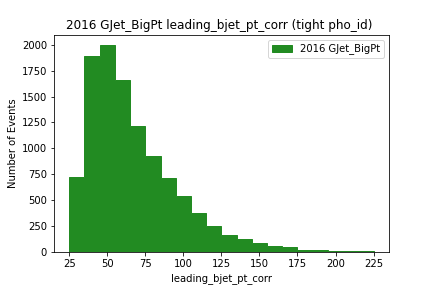 2016 GJet_BigPt leading_bjet_pt_corr (tight pho_id)
2016 GJet_BigPt
Number of Events
2000
1750
1500
1250
1000
750
500
250
0
25 50 75 100 125 150 175 200 225
leading_bjet_pt_corr